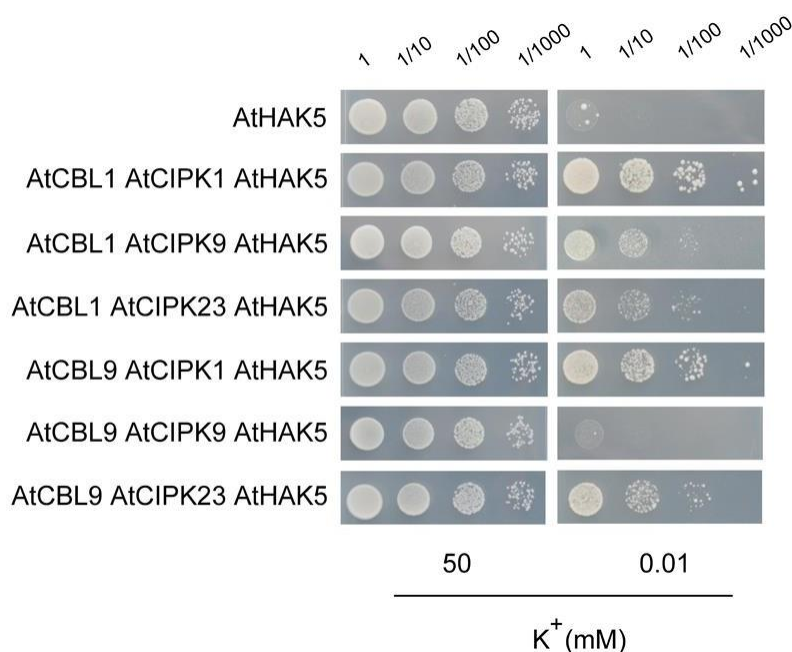 1 1/10 1/100 1/1000 1 1/10 1/100 1/1000
AtHAK5
AtCBL1 AtCIPK1 AtHAK5
AtCBL1 AtCIPK9 AtHAK5
AtCBL1 AtCIPK23 AtHAK5
AtCBL9 AtCIPK1 AtHAK5
AtCBL9 AtCIPK9 AtHAK5
AtCBL9 AtCIPK23 AtHAK5
50 0.01
K⁺(mM)